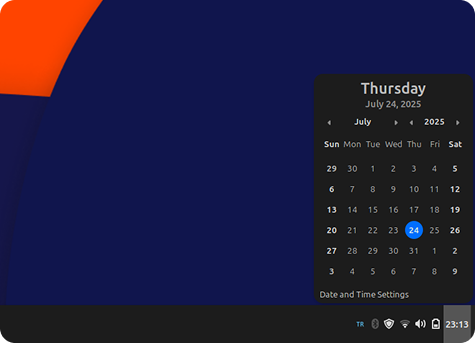 Thursday
July 24, 2025
July 2025
Sun Mon Tue Wed Thu Fri Sat
29 30 1 2 3 4 5
6 7 8 9 10 11 12
13 14 15 16 17 18 19
20 21 22 23 24 25 26
27 28 29 30 31 1 2
3 4 5 6 7 8 9
Date and Time Settings
TR 23:13